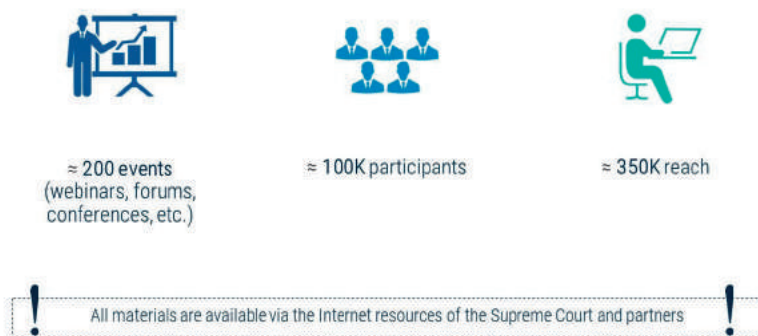 ≈ 200 events
(webinars, forums,
conferences, etc.)
≈ 100K participants
≈ 350K reach
! All materials are available via the Internet resources of the Supreme Court and partners !